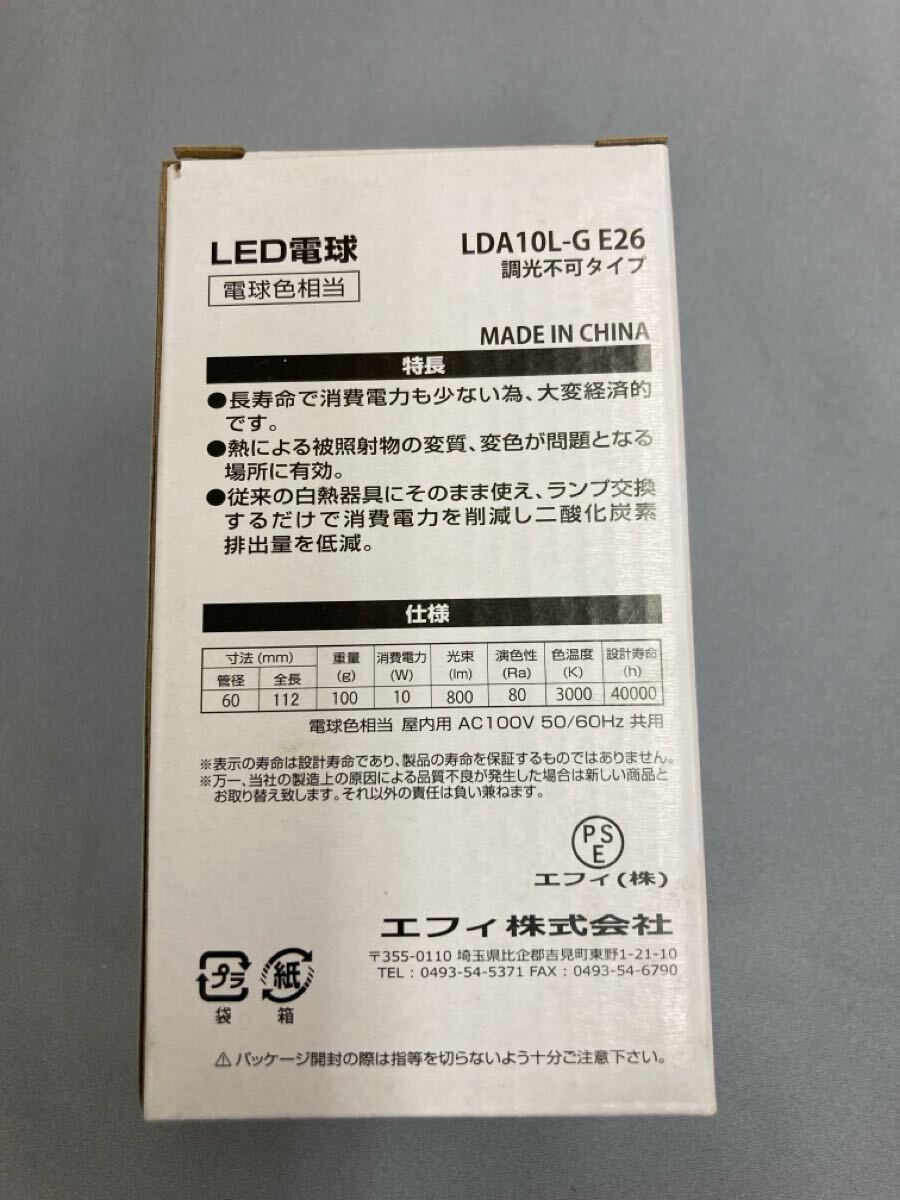 LED電球
電球色相当
LDA10L-G E26
調光不可タイプ
MADE IN CHINA
特長
●長寿命で消費電力も少ない為、大変経済的
です。
●熱による被照射物の変質、変色が問題となる
場所に有効。
●従来の白熱器具にそのまま使え、ランプ交換
するだけで消費電力を削減し二酸化炭素
排出量を低減。
仕様
寸法(mm) 重量(g) 消費電力(W) 光束(lm) 演色性(Ra) 色温度(K) 設計寿命(h)
管径 全長
60 112 100 10 800 80 3000 40000
電球色相当 屋内用 AC100V 50/60Hz 共用
※表示の寿命は設計寿命であり、製品の寿命を保証するものではありません。
※万一、当社の製造上の原因による品質不良が発生した場合は新しい商品と
お取り替え致します。それ以外の責任は負い兼ねます。
PS
E
エフィ(株)
エフィ株式会社
〒355-0110 埼玉県比企郡吉見町東野1-21-10
TEL : 0493-54-5371 FAX : 0493-54-6790
プラ 紙
袋 箱
⚠パッケージ開封の際は指等を切らないよう十分ご注意下さい。